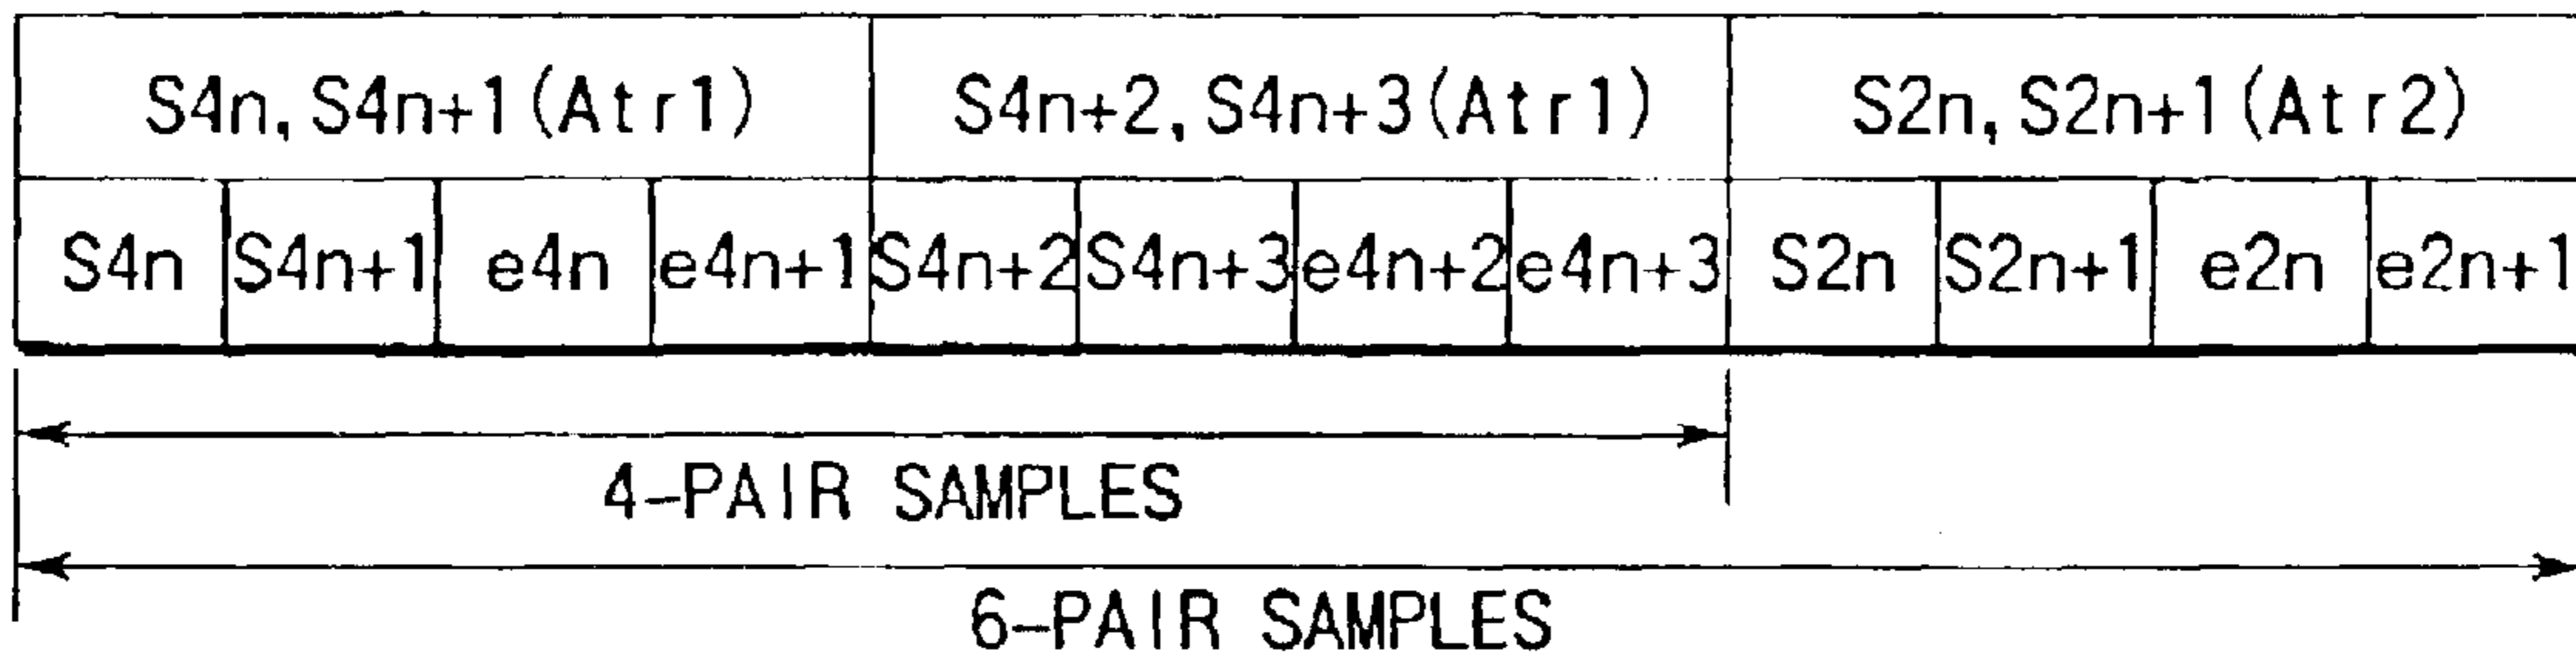 S4n, S4n+1(Atr1) S4n+2, S4n+3(Atr1) S2n, S2n+1(Atr2)
S4n S4n+1 e4n e4n+1 S4n+2 S4n+3 e4n+2 e4n+3 S2n S2n+1 e2n e2n+1
4-PAIR SAMPLES
6-PAIR SAMPLES